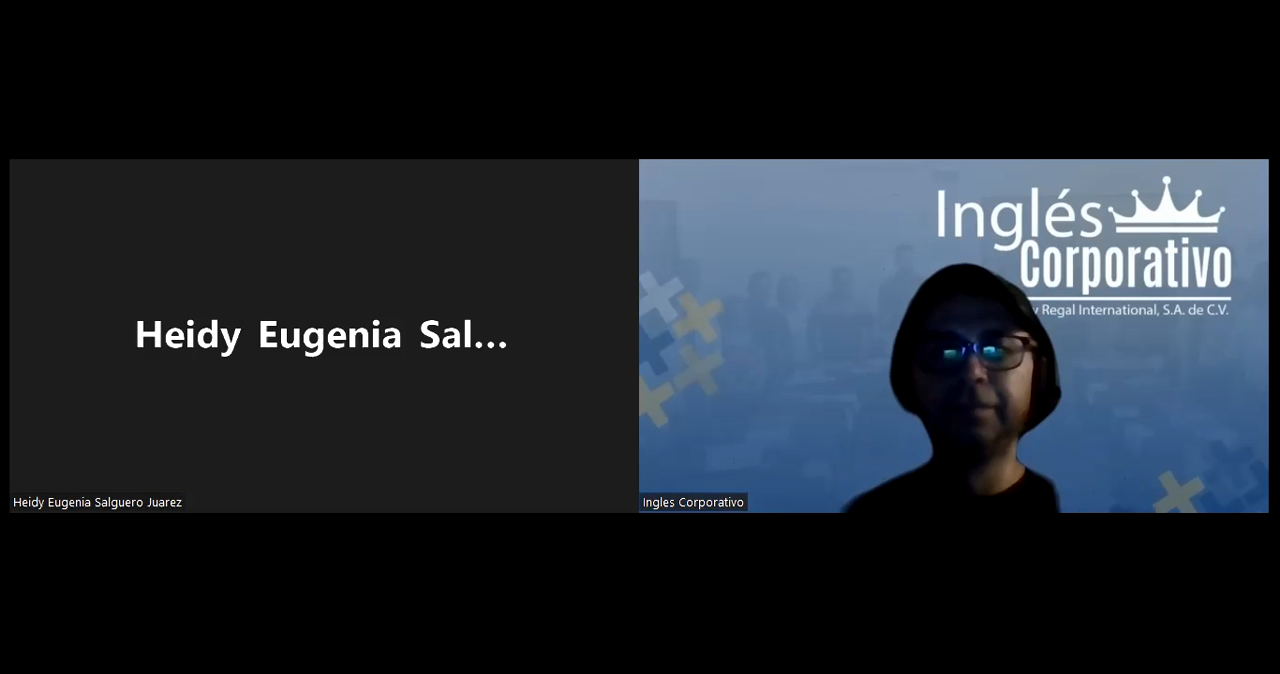 Heidy Eugenia Sal...
Heidy Eugenia Salguero Juarez
Inglés
Corporativo
y Regal International, S.A. de C.V.
Ingles Corporativo